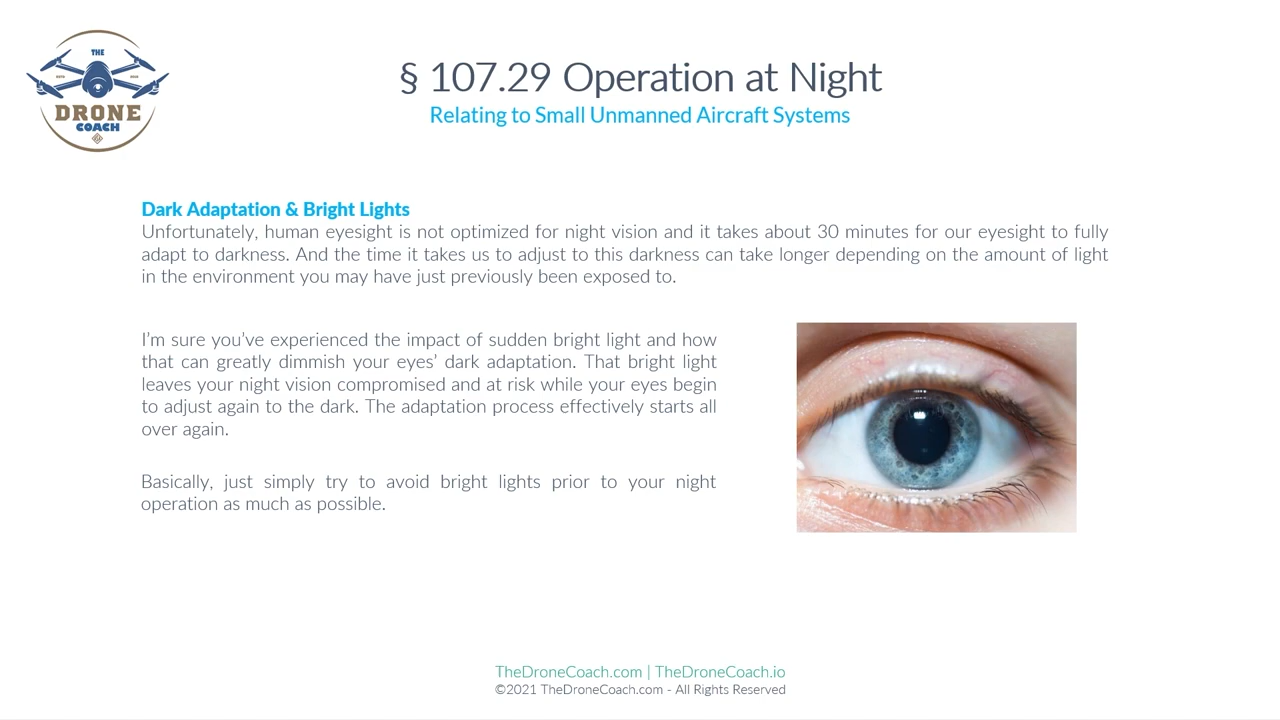 THE
DRONE
COACH
§ 107.29 Operation at Night
Relating to Small Unmanned Aircraft Systems
Dark Adaptation & Bright Lights
Unfortunately, human eyesight is not optimized for night vision and it takes about 30 minutes for our eyesight to fully
adapt to darkness. And the time it takes us to adjust to this darkness can take longer depending on the amount of light
in the environment you may have just previously been exposed to.
I’m sure you’ve experienced the impact of sudden bright light and how
that can greatly dimmish your eyes’ dark adaptation. That bright light
leaves your night vision compromised and at risk while your eyes begin
to adjust again to the dark. The adaptation process effectively starts all
over again.
Basically, just simply try to avoid bright lights prior to your night
operation as much as possible.
TheDroneCoach.com | TheDroneCoach.io
©2021 TheDroneCoach.com - All Rights Reserved